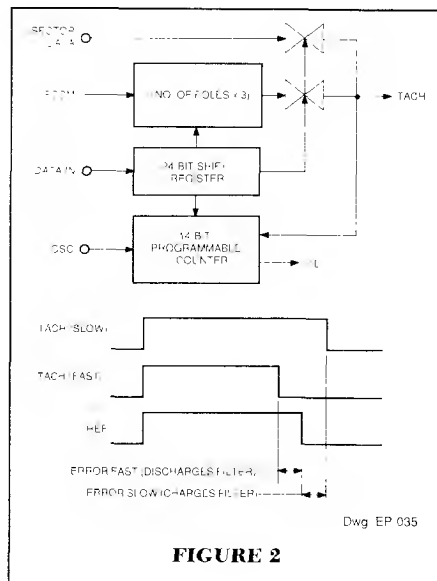 SECTOR
DATA
TACH
NO. OF POLES
3)
DATA IN
24 BIT SHIFT
REGISTER
OSC
14 BIT
PROGRAMMABLE
COUNTER
TACH (SLOW)
TACH (FAST)
REF
ERROR FAST (DISCHARGES FILTER)
ERROR SLOW (CHARGES FILTER)
Dwg. EP 035
FIGURE 2